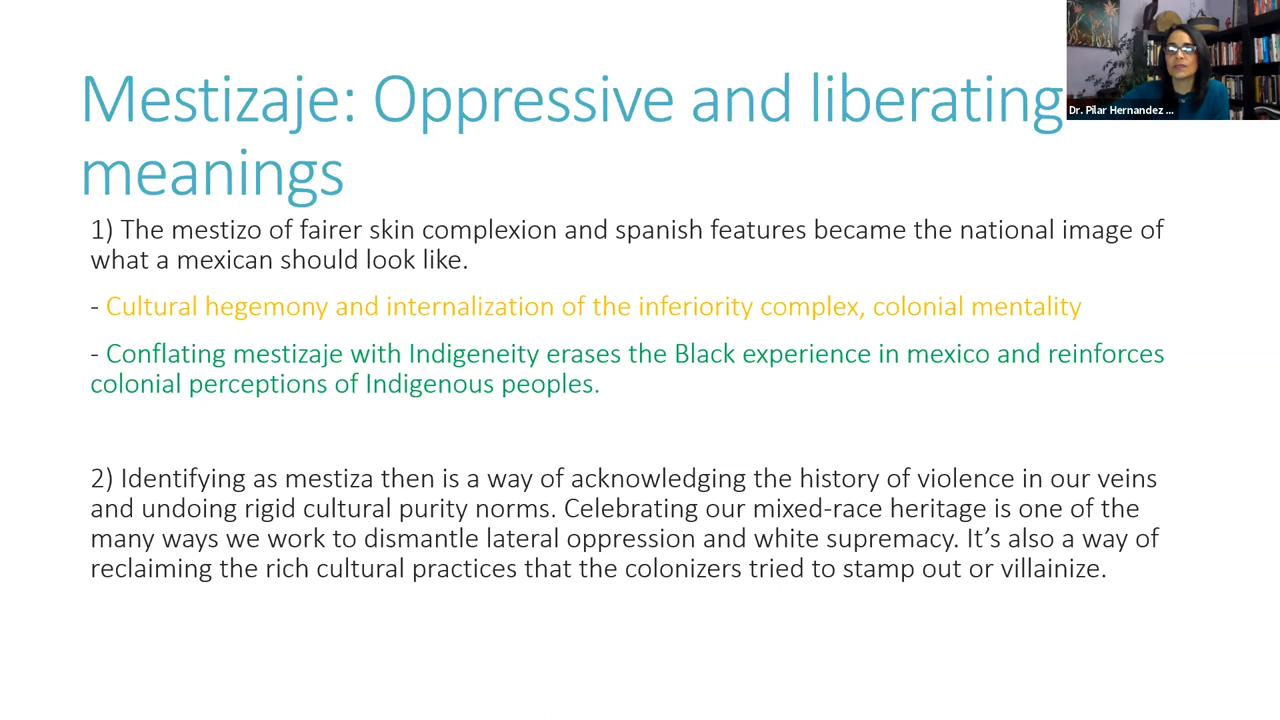 Mestizaje: Oppressive and liberating
meanings
Dr. Pilar Hernandez ...
1) The mestizo of fairer skin complexion and spanish features became the national image of
what a mexican should look like.
- Cultural hegemony and internalization of the inferiority complex, colonial mentality
- Conflating mestizaje with Indigeneity erases the Black experience in mexico and reinforces
colonial perceptions of Indigenous peoples.
2) Identifying as mestiza then is a way of acknowledging the history of violence in our veins
and undoing rigid cultural purity norms. Celebrating our mixed-race heritage is one of the
many ways we work to dismantle lateral oppression and white supremacy. It’s also a way of
reclaiming the rich cultural practices that the colonizers tried to stamp out or villainize.